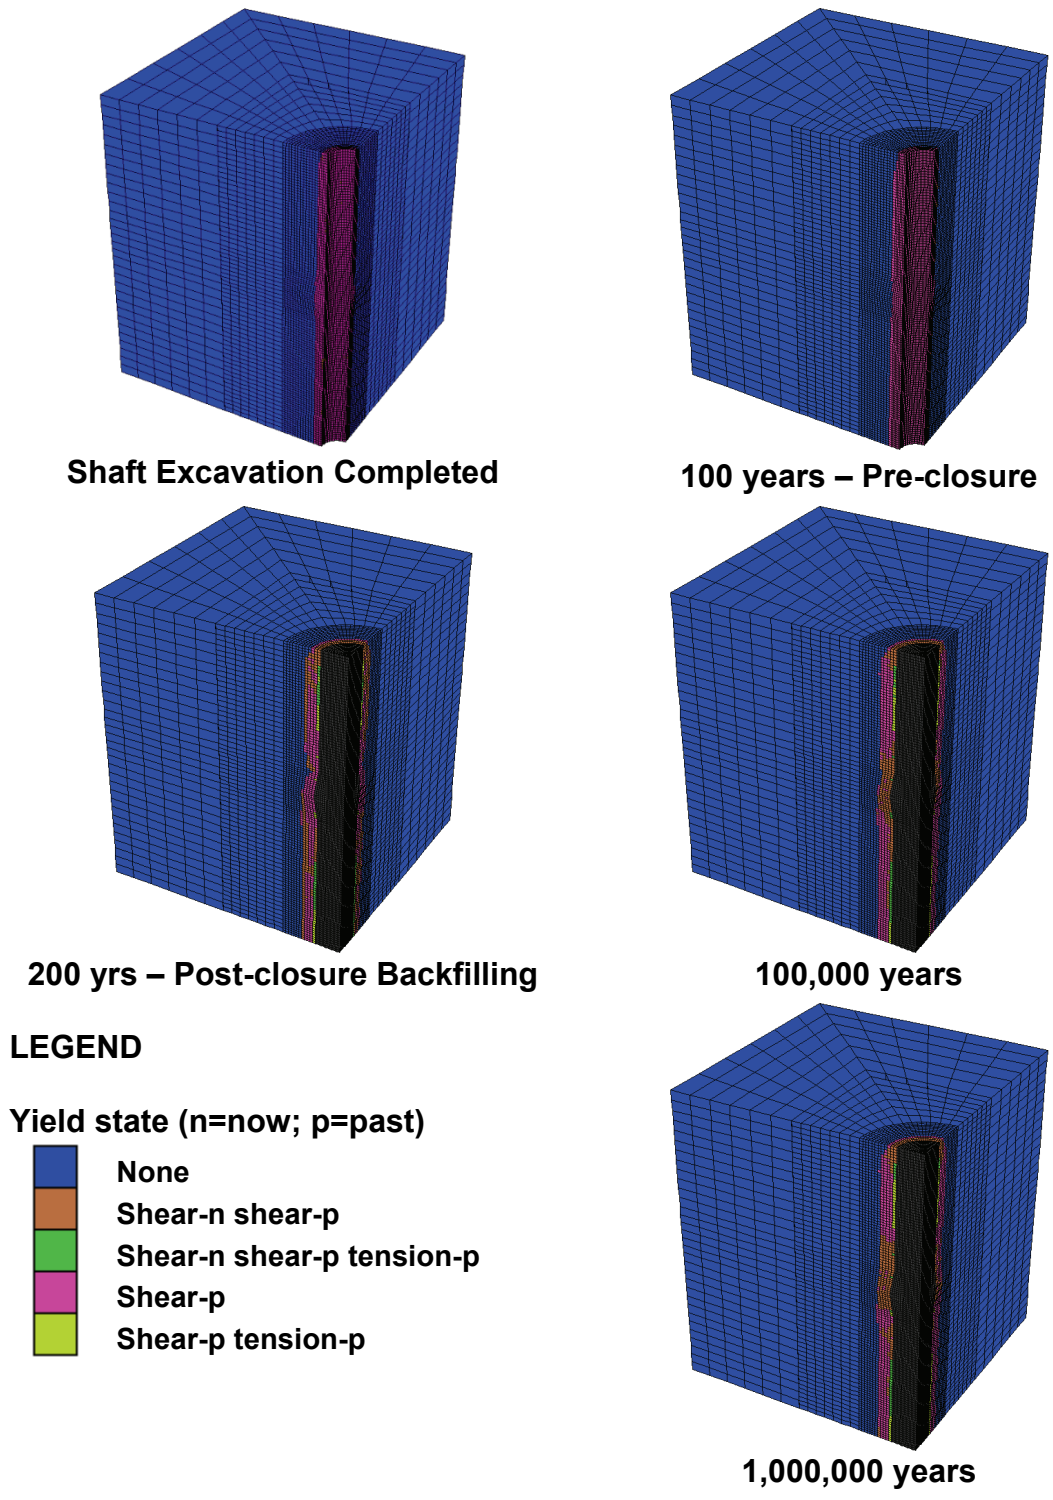 Shaft Excavation Completed
100 years – Pre-closure
200 yrs – Post-closure Backfilling
100,000 years
LEGEND
Yield state (n=now; p=past)
None
Shear-n shear-p
Shear-n shear-p tension-p
Shear-p
Shear-p tension-p
1,000,000 years